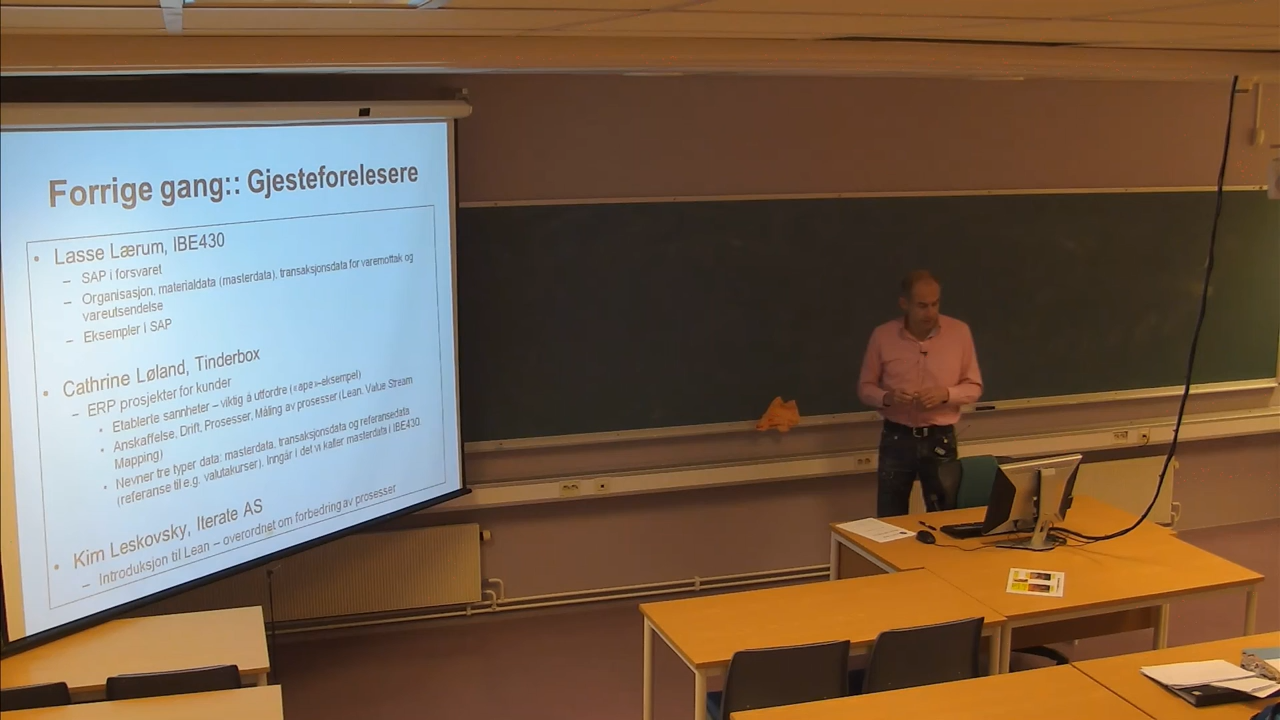 Forrige gang:: Gjesteforelesere
• Lasse Lærum, IBE430
– SAP i forsvaret
– Organisasjon, materialdata (masterdata), transaksjonsdata for varemottak og
vareutsendelse
– Eksempler i SAP
• Cathrine Løland, Tinderbox
– ERP prosjekter for kunder
• Etablerte sannheter – viktig å utfordre («ape»-eksempel)
• Anskaffelse, Drift, Prosesser, Måling av prosesser (Lean, Value Stream
Mapping)
• Nevner tre typer data: masterdata, transaksjonsdata og referansedata
(referanse til e.g. valutakurser). Inngår i det vi kaller masterdata i IBE430.
• Kim Leskovsky, Iterate AS
– Introduksjon til Lean – overordnet om forbedring av prosesser